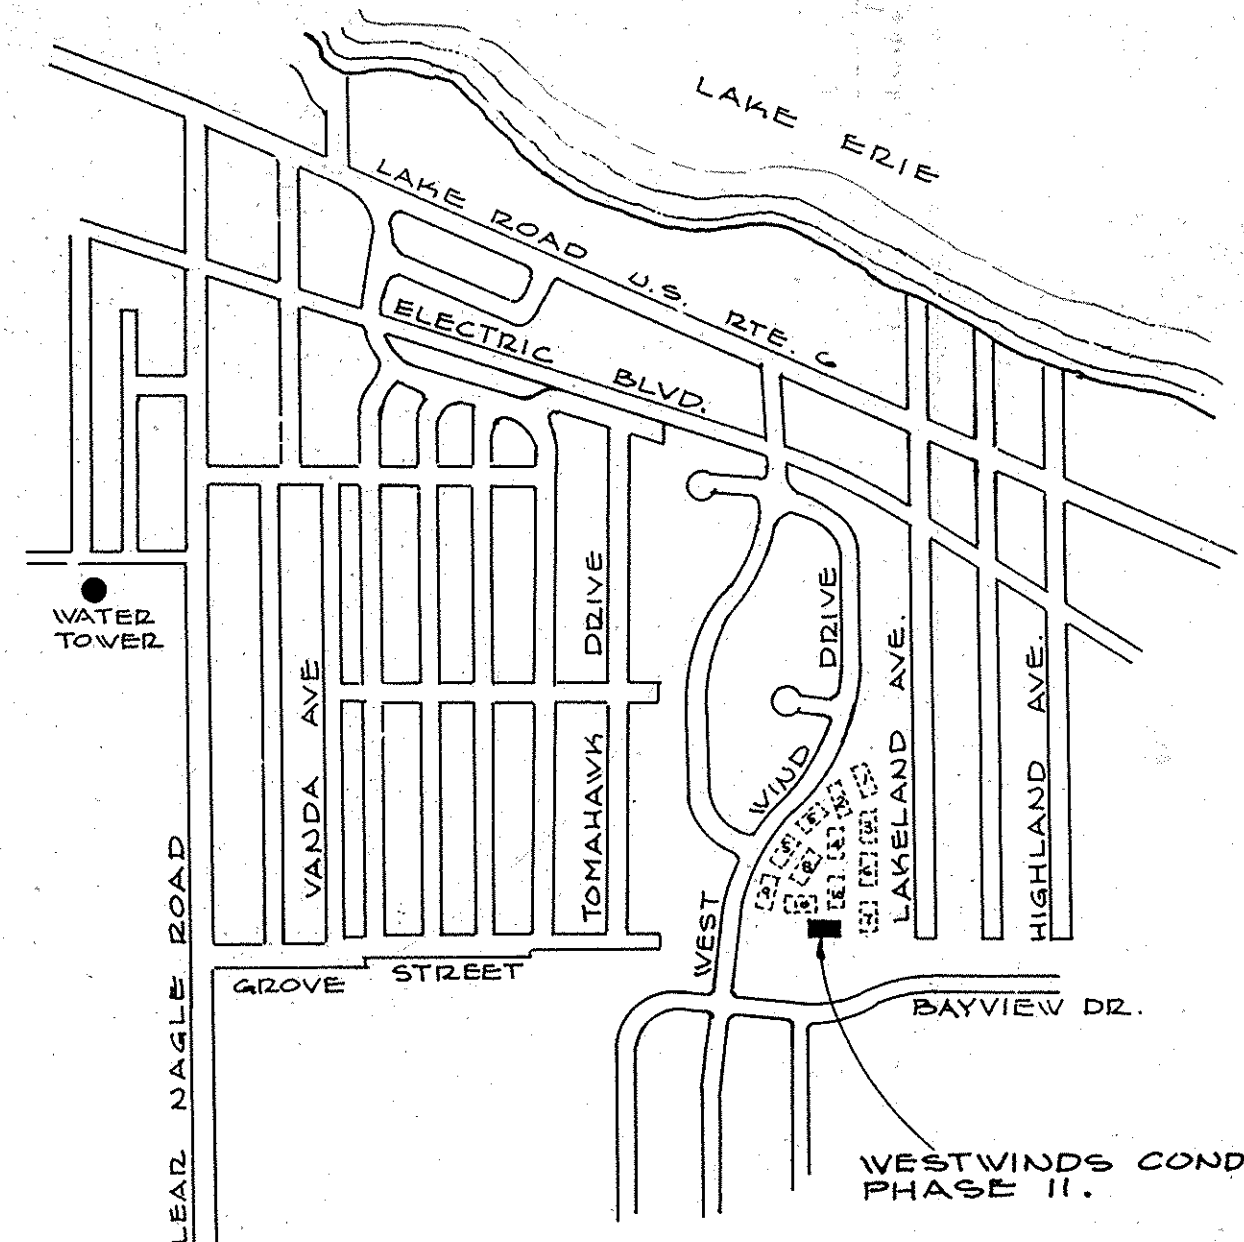 LAKE ERIE
LAKE ROAD U.S. RTE. 6
ELECTRIC BLVD.
WATER
TOWER
VANDA AVE
TOMAHAWK DRIVE
WEST WIND DRIVE
LAKELAND AVE.
HIGHLAND AVE.
LEAR NAGLE ROAD
GROVE STREET
BAYVIEW DR.
WESTWINDS COND
PHASE II.